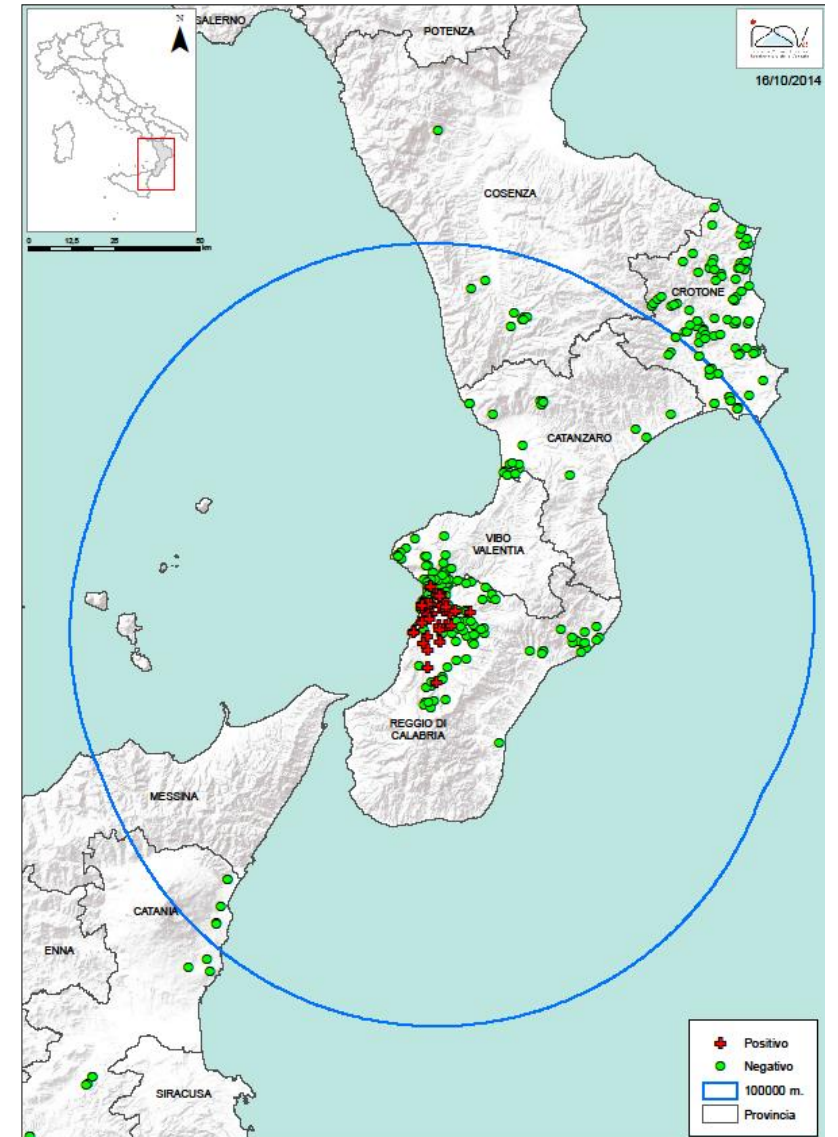 N
SALERNO
POTENZA
16/10/2014
COSENZA
0 12,5 25 50
km
CROTONE
CATANZARO
VIBO
VALENTIA
REGGIO DI
CALABRIA
MESSINA
CATANIA
ENNA
SIRACUSA
Positivo
Negativo
100000 m.
Provincia